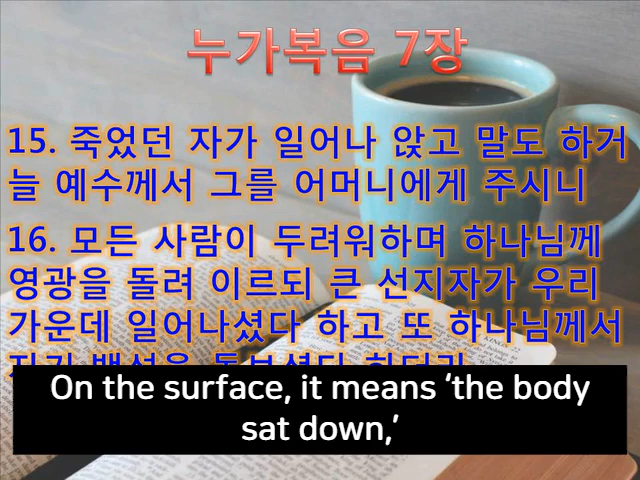 누가복음 7장
15. 죽었던 자가 일어나 앉고 말도 하거
늘 예수께서 그를 어머니에게 주시니
16. 모든 사람이 두려워하며 하나님께
영광을 돌려 이르되 큰 선지자가 우리
가운데 일어나셨다 하고 또 하나님께서
On the surface, it means ‘the body
sat down,’